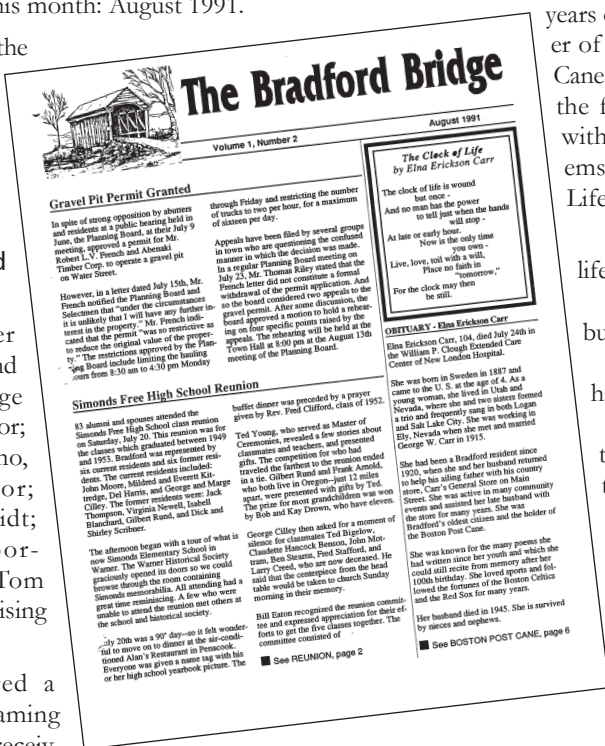 his month: August 1991.
the
er
nd
ge
or;
no,
or;
idt;
oor-
Tom
ising
ed a
aming
receiv-
The Bradford Bridge
Volume 1, Number 2
August 1991
Gravel Pit Permit Granted
In spite of strong opposition by abutters
and residents at a public hearing held in
June, the Planning Board, at their July 9
meeting, approved a permit for Mr.
Robert L.V. French and Abenaki
Timber Corp. to operate a gravel pit
on Water Street.
However, in a letter dated July 15th, Mr.
French notified the Planning Board and
Selectmen that "under the circumstances
it is unlikely that I will have any further in-
terest in the property." Mr. French indi-
cated that the permit "was so restrictive as
to reduce the original value of the proper-
ty." The restrictions approved by the Plan-
ning Board include limiting the hauling
hours from 8:30 am to 4:30 pm Monday
through Friday and restricting the number
of trucks to two per hour, for a maximum
of sixteen per day.
Appeals have been filed by several groups
in town who are questioning the confused
manner in which the decision was made.
In a regular Planning Board meeting on
July 23, Mr. Thomas Riley stated that the
French letter did not constitute a formal
withdrawal of the permit application. And
so the board considered two appeals to the
gravel permit. After some discussion, the
board approved a motion to hold a rehear-
ing on four specific points raised by the
appeals. The rehearing will be held at the
Town Hall at 8:00 pm at the August 13th
meeting of the Planning Board.
Simonds Free High School Reunion
83 alumni and spouses attended the
Simonds Free High School class reunion
on Saturday, July 20. This reunion was for
the classes which graduated between 1949
and 1953. Bradford was represented by
six current residents and six former resi-
dents. The current residents included:
John Moore, Mildred and Everett Kit-
tredge, Del Harris, and George and Marge
Cilley. The former residents were: Jack
Thompson, Virginia Newell, Isabell
Blanchard, Gilbert Rund, and Dick and
Shirley Scribner.
The afternoon began with a tour of what is
now Simonds Elementary School in
Warner. The Warner Historical Society
graciously opened its doors so we could
browse through the room containing
Simonds memorabilia. All attending had a
great time reminiscing. A few who were
unable to attend the reunion met others at
the school and historical society.
July 20th was a 90° day--so it felt wonder-
ful to move on to dinner at the air-condi-
tioned Alan's Restaurant in Penacook.
Everyone was given a name tag with his
or her high school yearbook picture. The
buffet dinner was preceded by a prayer
given by Rev. Fred Clifford, class of 1952.
Ted Young, who served as Master of
Ceremonies, revealed a few stories about
classmates and teachers, and presented
gifts. The competition for who had
traveled the farthest to the reunion ended
in a tie. Gilbert Rund and Frank Arnold,
who both live in Oregon--just 12 miles
apart, were presented with gifts by Ted.
The prize for most grandchildren was won
by Bob and Kay Drown, who have eleven.
George Cilley then asked for a moment of
silence for classmates Ted Bigelow,
Claudette Hancock Benson, John Mot-
tram, Ben Stearns, Fred Stafford, and
Larry Creed, who are now deceased. He
said that the centerpiece from the head
table would be taken to church Sunday
morning in their memory.
Bill Eaton recognized the reunion commit-
tee and expressed appreciation for their ef-
forts to get the five classes together. The
committee consisted of
■ See REUNION, page 2
The Clock of Life
by Elna Erickson Carr
The clock of life is wound
but once -
And no man has the power
to tell just when the hands
will stop -
At late or early hour.
Now is the only time
you own -
Live, love, toil with a will,
Place no faith in
"tomorrow,"
For the clock may then
be still.
OBITUARY - Elna Erickson Carr
Elna Erickson Carr, 104, died July 24th in
the William P. Clough Extended Care
Center of New London Hospital.
She was born in Sweden in 1887 and
came to the U. S. at the age of 4. As a
young woman, she lived in Utah and
Nevada, where she and two sisters formed
a trio and frequently sang in both Logan
and Salt Lake City. She was working in
Ely, Nevada when she met and married
George W. Carr in 1915.
She had been a Bradford resident since
1920, when she and her husband returned
to help his ailing father with his country
store, Carr's General Store on Main
Street. She was active in many community
events and assisted her late husband with
the store for many years. She was
Bradford's oldest citizen and the holder of
the Boston Post Cane.
She was known for the many poems she
had written since her youth and which she
could still recite from memory after her
100th birthday. She loved sports and fol-
lowed the fortunes of the Boston Celtics
and the Red Sox for many years.
Her husband died in 1945. She is survived
by nieces and nephews.
■ See BOSTON POST CANE, page 6
years
er of
Cane
the f
with
ems
Life
life
bu
h
t